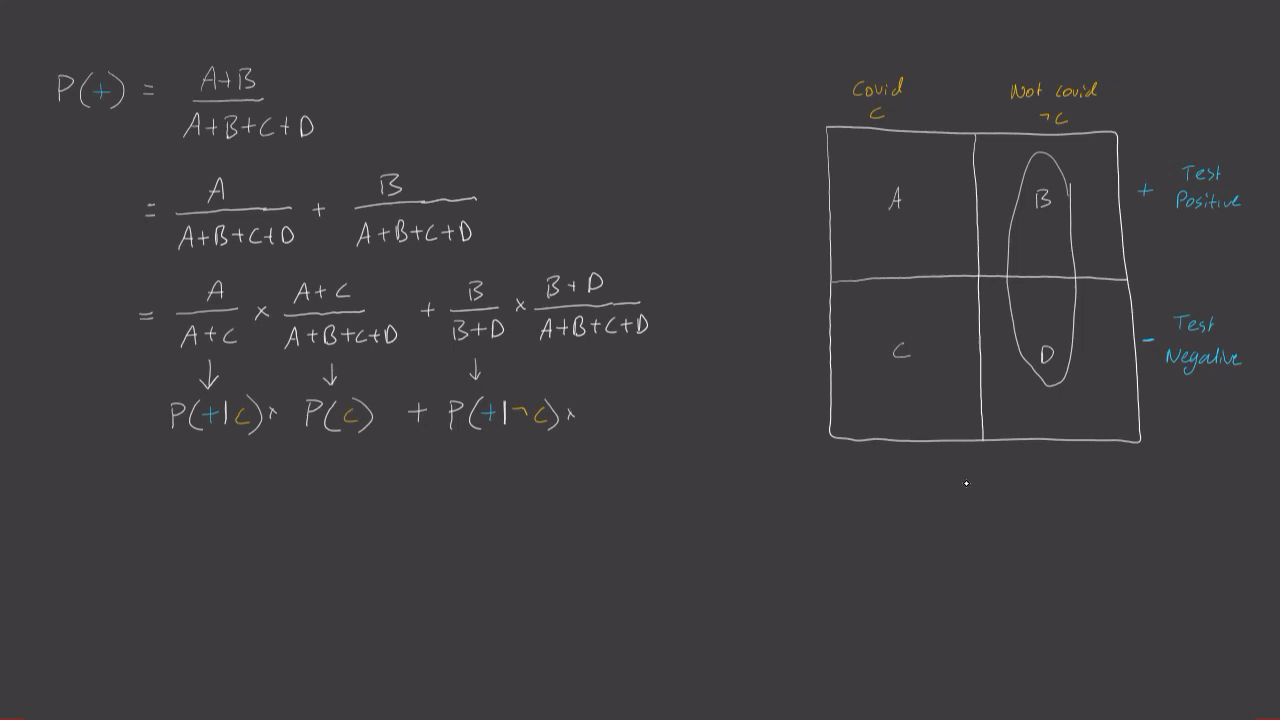 P(+) = A+B / A+B+C+D
= A / A+B+C+D + B / A+B+C+D
= A / A+C × A+C / A+B+C+D + B / B+D × B+D / A+B+C+D
↓ ↓ ↓
P(+|C) × P(C) + P(+|¬C) ×
Covid
C
Not covid
¬C
A
B
+ Test
Positive
C
D
- Test
Negative